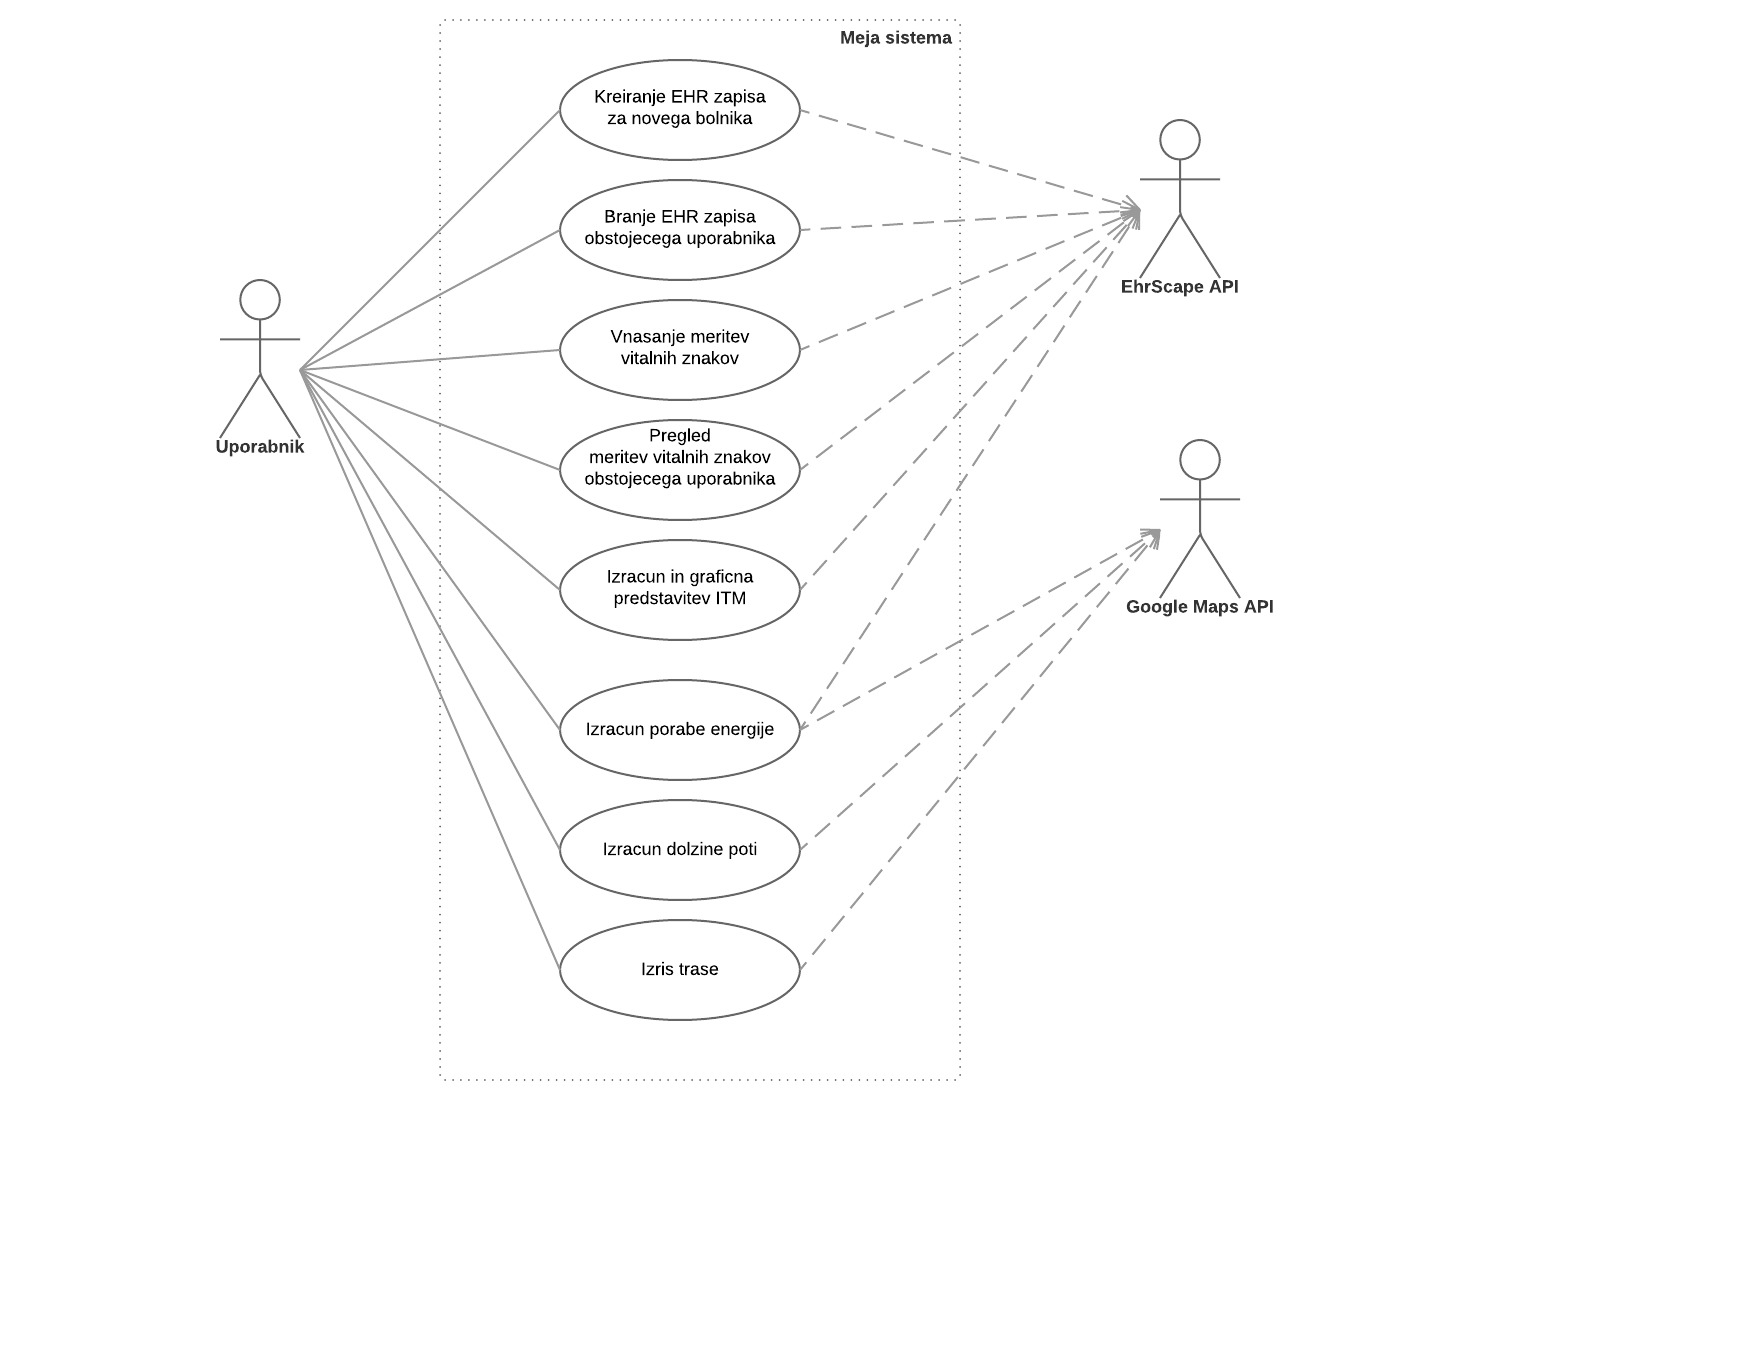 Meja sistema
Kreiranje EHR zapisa
za novega bolnika
Branje EHR zapisa
obstojecega uporabnika
EhrScape API
Vnasanje meritev
vitalnih znakov
Uporabnik
Pregled
meritev vitalnih znakov
obstojecega uporabnika
Izracun in graficna
predstavitev ITM
Google Maps API
Izracun porabe energije
Izracun dolzine poti
Izris trase